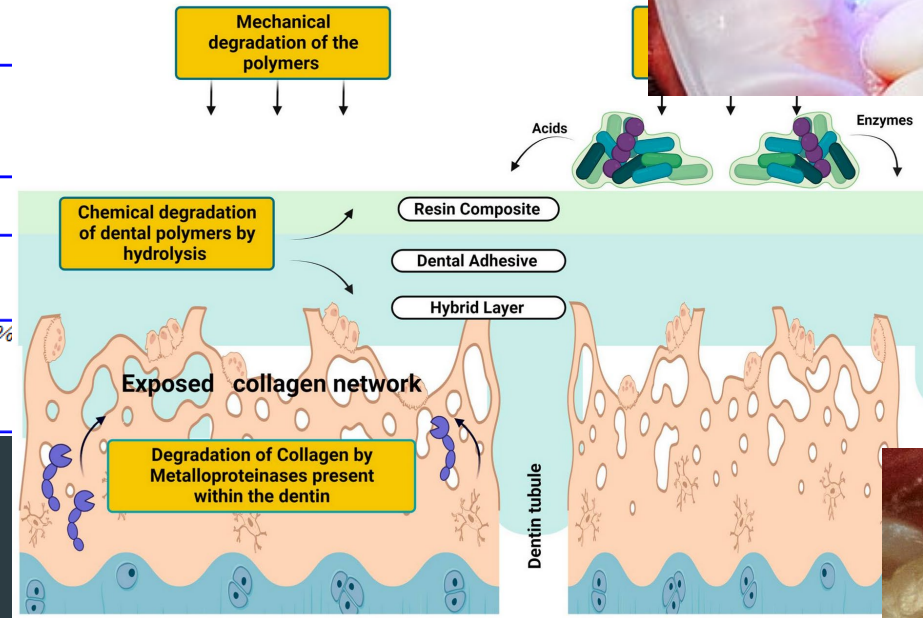 Mechanical
degradation of the
polymers
Acids
Enzymes
Chemical degradation
of dental polymers by
hydrolysis
Resin Composite
Dental Adhesive
Hybrid Layer
%
Exposed collagen network
Degradation of Collagen by
Metalloproteinases present
within the dentin
Dentin tubule